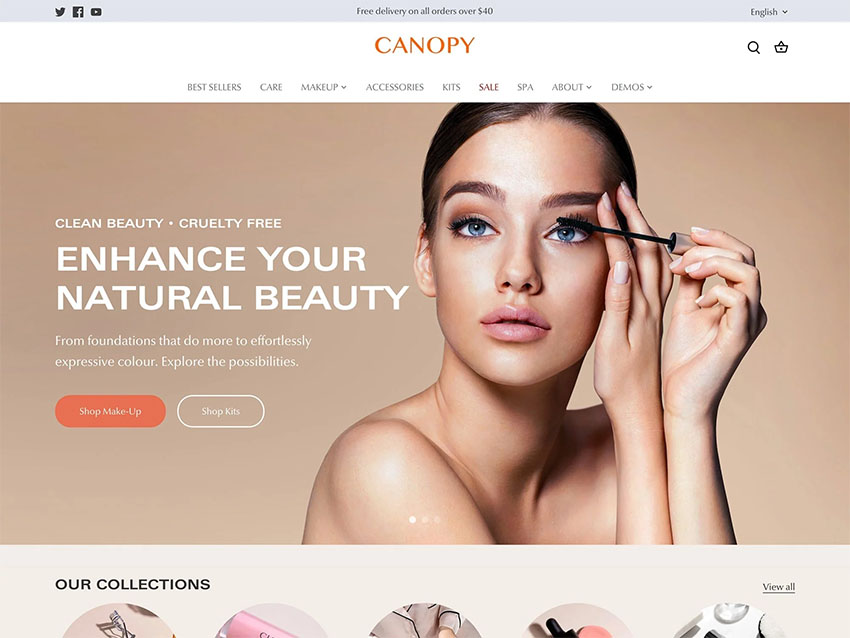 Free delivery on all orders over $40
English
CANOPY
BEST SELLERS CARE MAKEUP ACCESSORIES KITS SALE SPA ABOUT DEMOS
CLEAN BEAUTY • CRUELTY FREE
ENHANCE YOUR
NATURAL BEAUTY
From foundations that do more to effortlessly
expressive colour. Explore the possibilities.
Shop Make-Up Shop Kits
OUR COLLECTIONS
View all